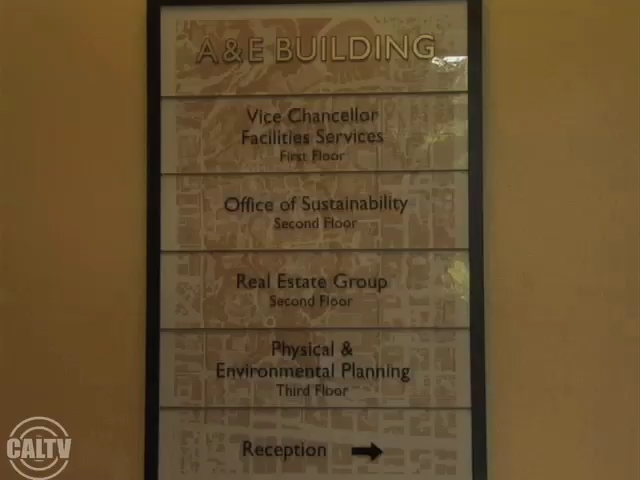 A & E BUILDING
Vice Chancellor
Facilities Services
First Floor
Office of Sustainability
Second Floor
Real Estate Group
Second Floor
Physical &
Environmental Planning
Third Floor
Reception
CALTV